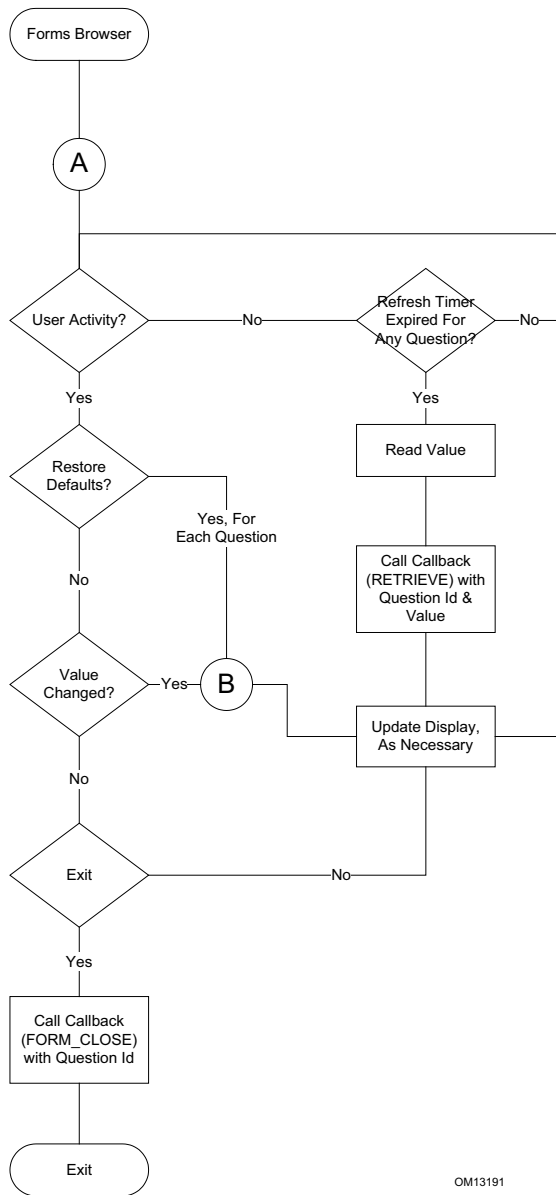 Forms Browser
A
User Activity?
No
Refresh Timer
Expired For
Any Question?
No
Yes
Yes
Restore
Defaults?
Yes, For
Each Question
Read Value
No
Call Callback
(RETRIEVE) with
Question Id &
Value
Value
Changed?
Yes
B
Update Display,
As Necessary
No
Exit
No
Yes
Call Callback
(FORM_CLOSE)
with Question Id
Exit
OM13191